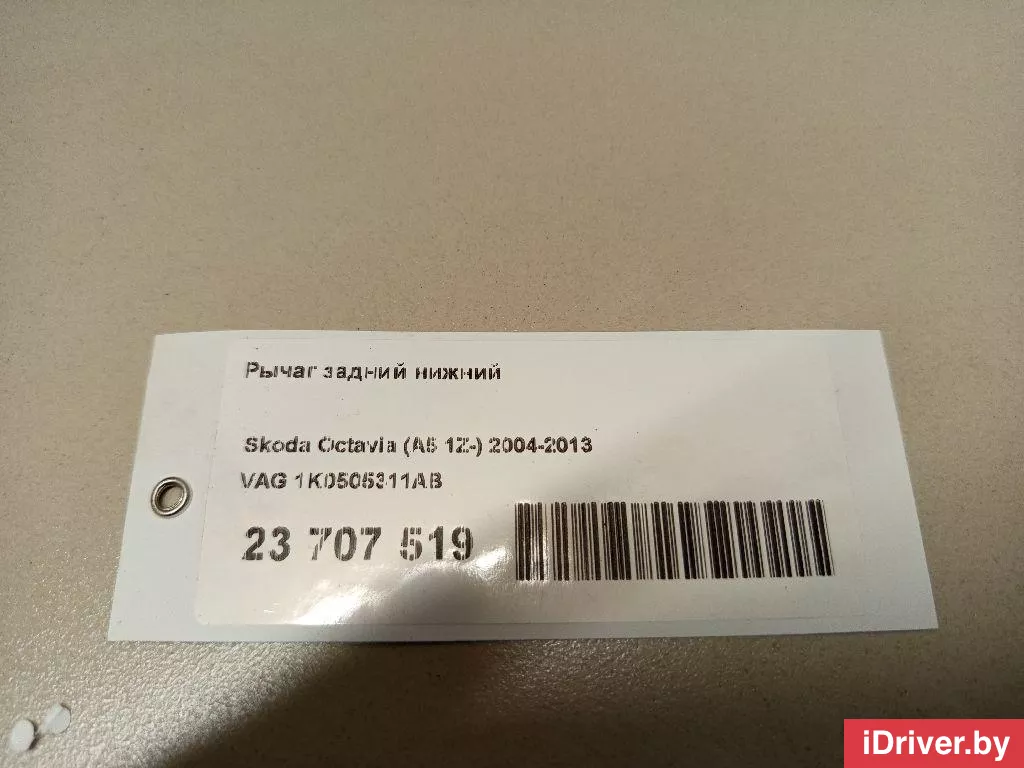 Рычаг задний нижний
Skoda Octavia (A5 1Z-) 2004-2013
VAG 1K0505311AB
23 707 519
iDriver.by